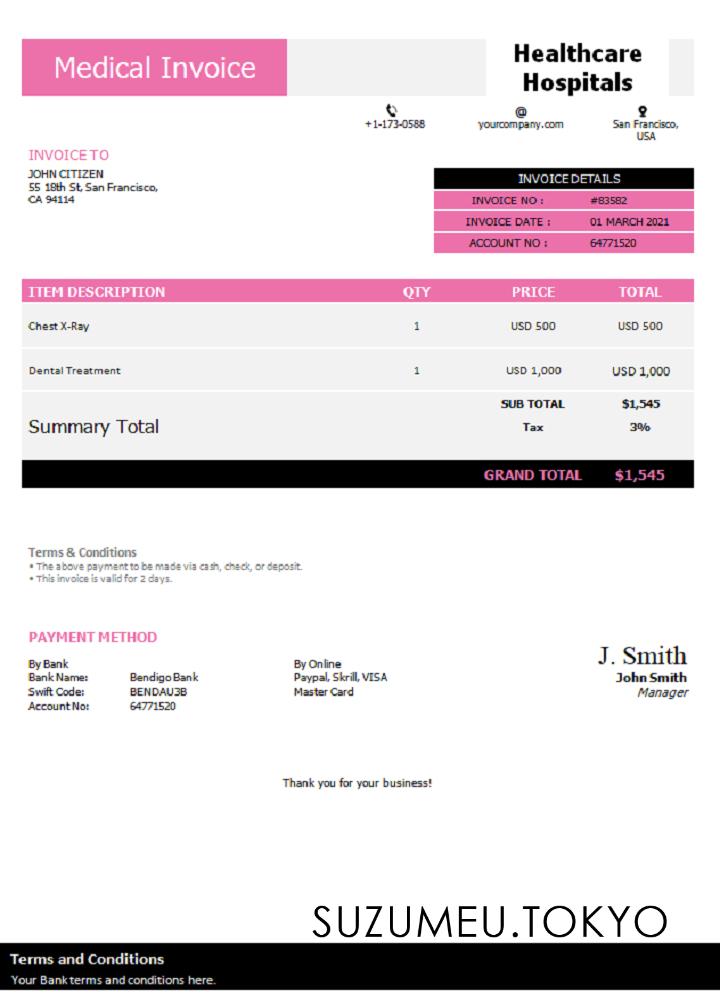 Medical Invoice
Healthcare
Hospitals
+1-173-0588
@
yourcompany.com
San Francisco,
USA
INVOICE TO
JOHN CITIZEN
55 18th St, San Francisco,
CA 94114
INVOICE DETAILS
INVOICE NO : #83582
INVOICE DATE : 01 MARCH 2021
ACCOUNT NO : 64771520
ITEM DESCRIPTION QTY PRICE TOTAL
Chest X-Ray 1 USD 500 USD 500
Dental Treatment 1 USD 1,000 USD 1,000
SUB TOTAL $1,545
Summary Total Tax 3%
GRAND TOTAL $1,545
Terms & Conditions
• The above payment to be made via cash, check, or deposit.
• This invoice is valid for 2 days.
PAYMENT METHOD
By Bank
Bank Name: Bendigo Bank
Swift Code: BENDAU3B
Account No: 64771520
By Online
Paypal, Skrill, VISA
Master Card
J. Smith
John Smith
Manager
Thank you for your business!
SUZUMEU.TOKYO
Terms and Conditions
Your Bank terms and conditions here.